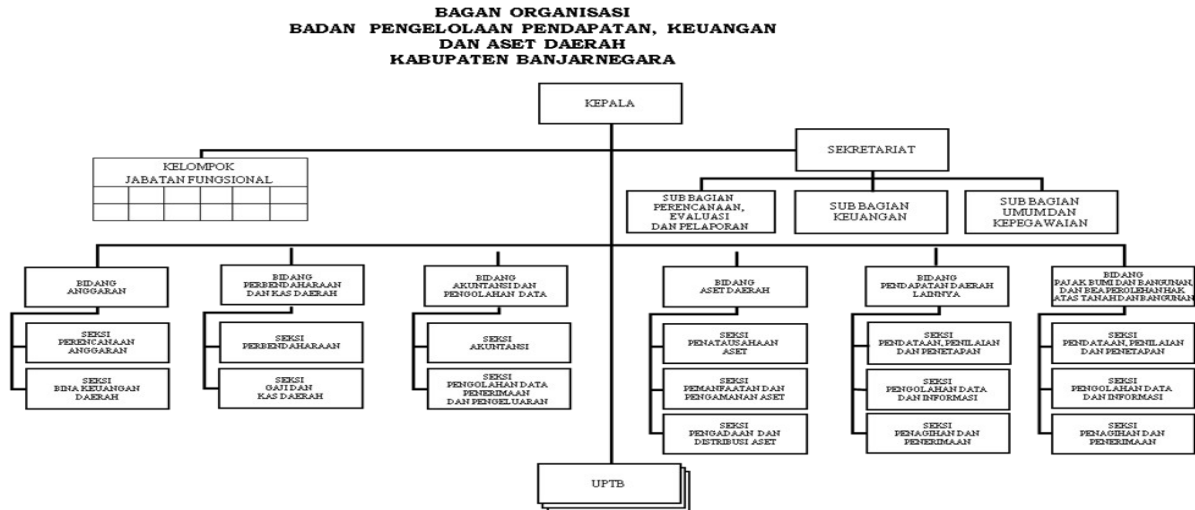 BAGAN ORGANISASI
BADAN PENGELOLAAN PENDAPATAN, KEUANGAN
DAN ASET DAERAH
KABUPATEN BANJARNEGARA
KEPALA
SEKRETARIAT
KELOMPOK
JABATAN FUNGSIONAL
SUB BAGIAN
PERENCANAAN,
EVALUASI
DAN PELAPORAN
SUB BAGIAN
KEUANGAN
SUB BAGIAN
UMUM DAN
KEPEGAWAIAN
BIDANG
ANGGARAN
BIDANG
PERBENDAHARAAN
DAN KAS DAERAH
BIDANG
AKUNTANSI DAN
PENGOLAHAN DATA
BIDANG
ASET DAERAH
BIDANG
PENDAPATAN DAERAH
LAINNYA
BIDANG
PAJAK BUMI DAN BANGUNAN,
DAN BEA PEROLEHAN HAK
ATAS TANAH DAN BANGUNAN
SEKSI
PERENCANAAN
ANGGARAN
SEKSI
PERBENDAHARAAN
SEKSI
AKUNTANSI
SEKSI
PENATAUSAHAAN
ASET
SEKSI
PENDATAAN, PENILAIAN
DAN PENETAPAN
SEKSI
PENDATAAN, PENILAIAN
DAN PENETAPAN
SEKSI
BINA KEUANGAN
DAERAH
SEKSI
GAJI DAN
KAS DAERAH
SEKSI
PENGOLAHAN DATA
PENERIMAAN
DAN PENGELUARAN
SEKSI
PEMANFAATAN DAN
PENGAMANAN ASET
SEKSI
PENGOLAHAN DATA
DAN INFORMASI
SEKSI
PENGOLAHAN DATA
DAN INFORMASI
SEKSI
PENGADAAN DAN
DISTRIBUSI ASET
SEKSI
PENAGIHAN DAN
PENERIMAAN
SEKSI
PENAGIHAN DAN
PENERIMAAN
UPTB